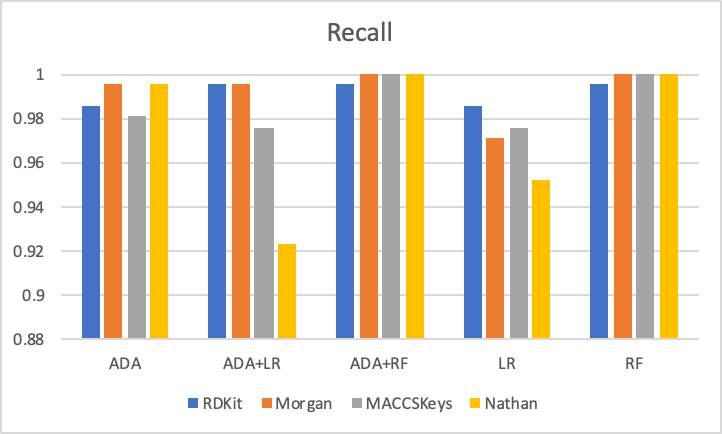 Recall
1
0.98
0.96
0.94
0.92
0.9
0.88
ADA ADA+LR ADA+RF LR RF
RDKit Morgan MACCSKeys Nathan